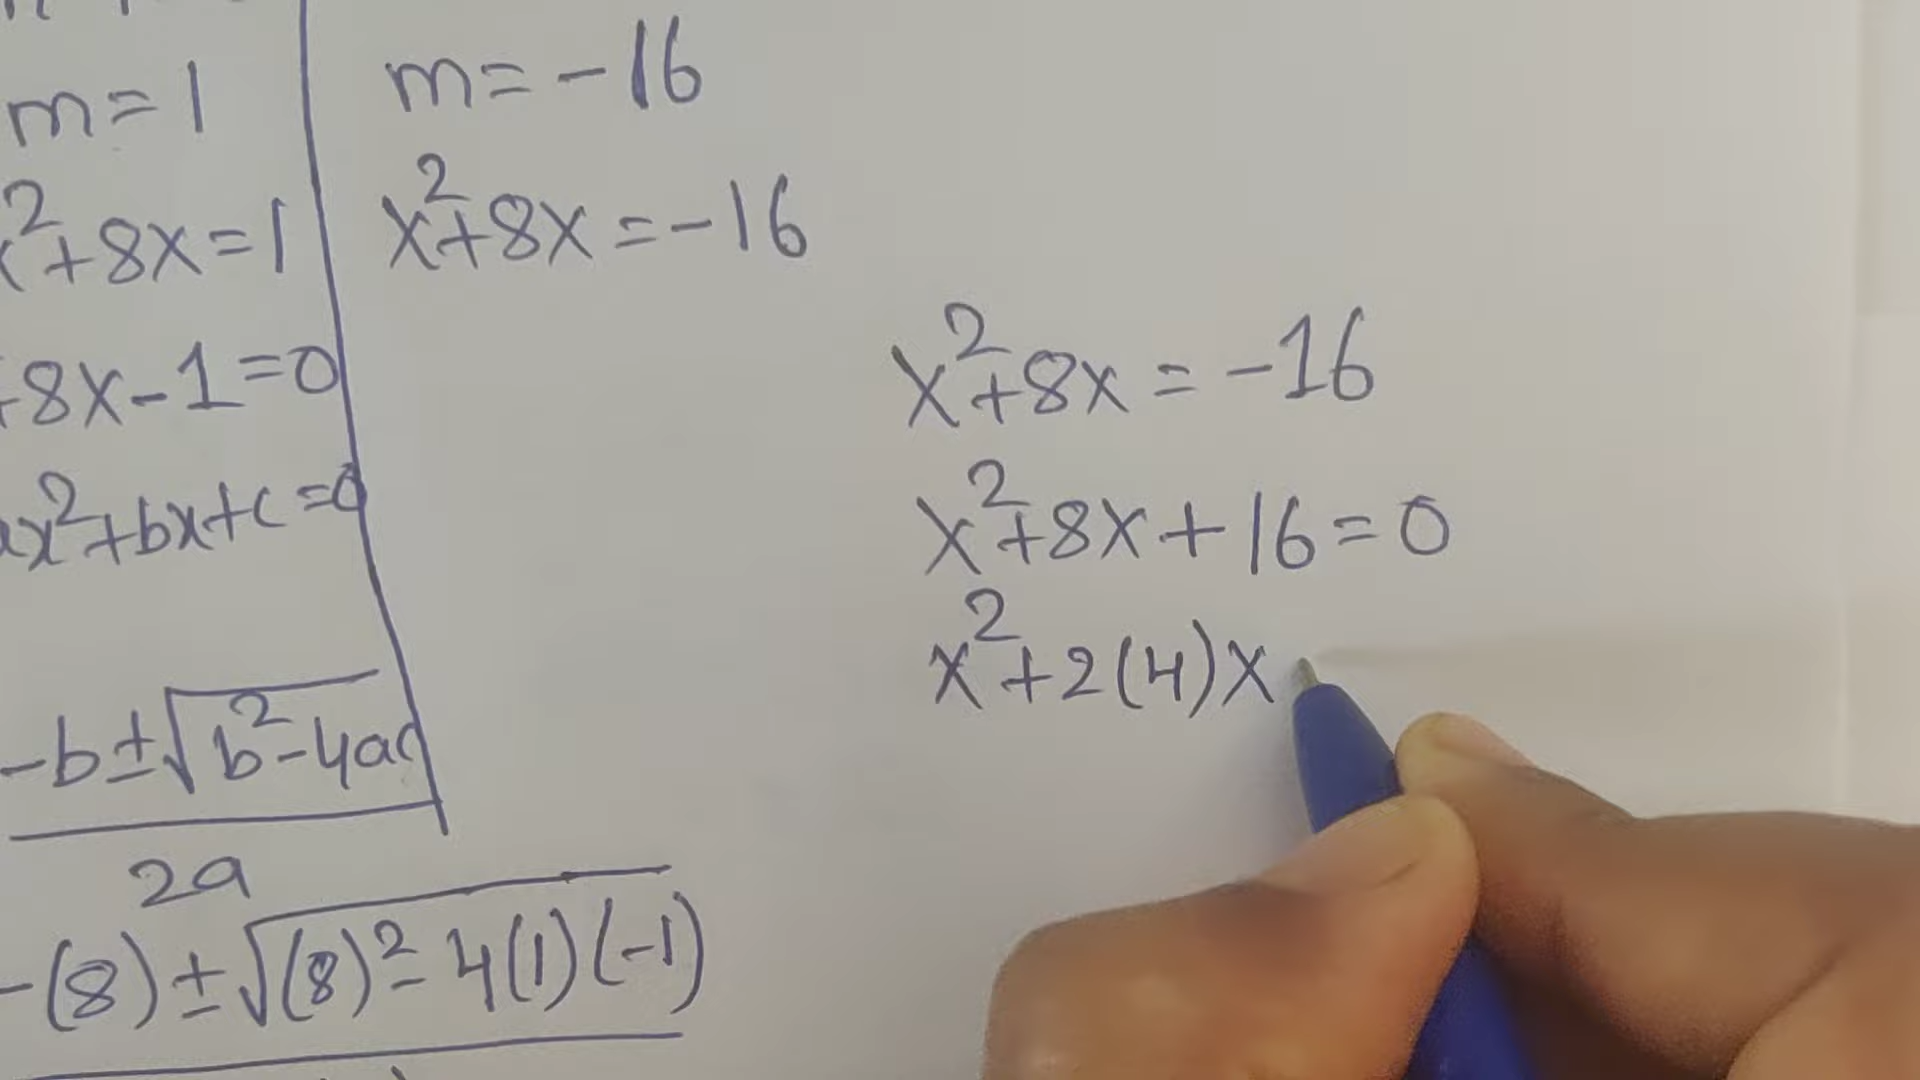 m=1
x²+8x=1
+8x-1=0
ax²+bx+c=0
-b±√b²-4ac
2a
-(8)±√(8)²-4(1)(-1)
m=-16
x²+8x=-16
x²+8x=-16
x²+8x+16=0
x²+2(4)x